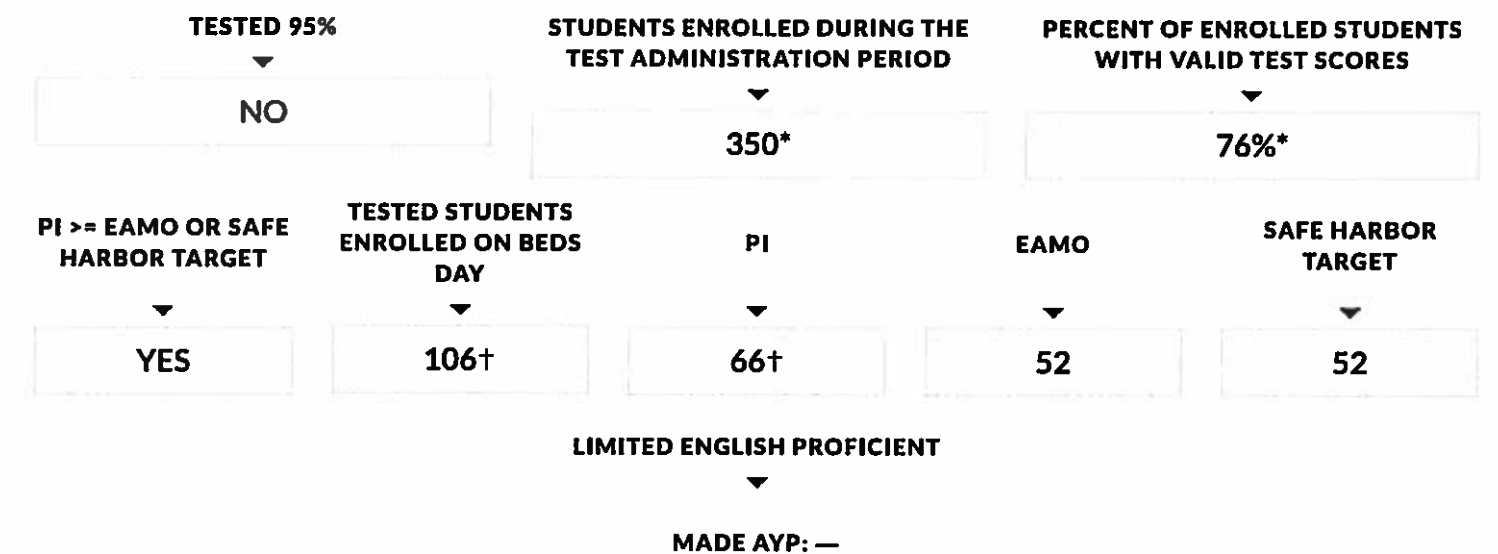 TESTED 95%
NO
STUDENTS ENROLLED DURING THE
TEST ADMINISTRATION PERIOD
350*
PERCENT OF ENROLLED STUDENTS
WITH VALID TEST SCORES
76%*
PI >= EAMO OR SAFE
HARBOR TARGET
YES
TESTED STUDENTS
ENROLLED ON BEDS
DAY
106†
PI
66†
EAMO
52
SAFE HARBOR
TARGET
52
LIMITED ENGLISH PROFICIENT
MADE AYP: —